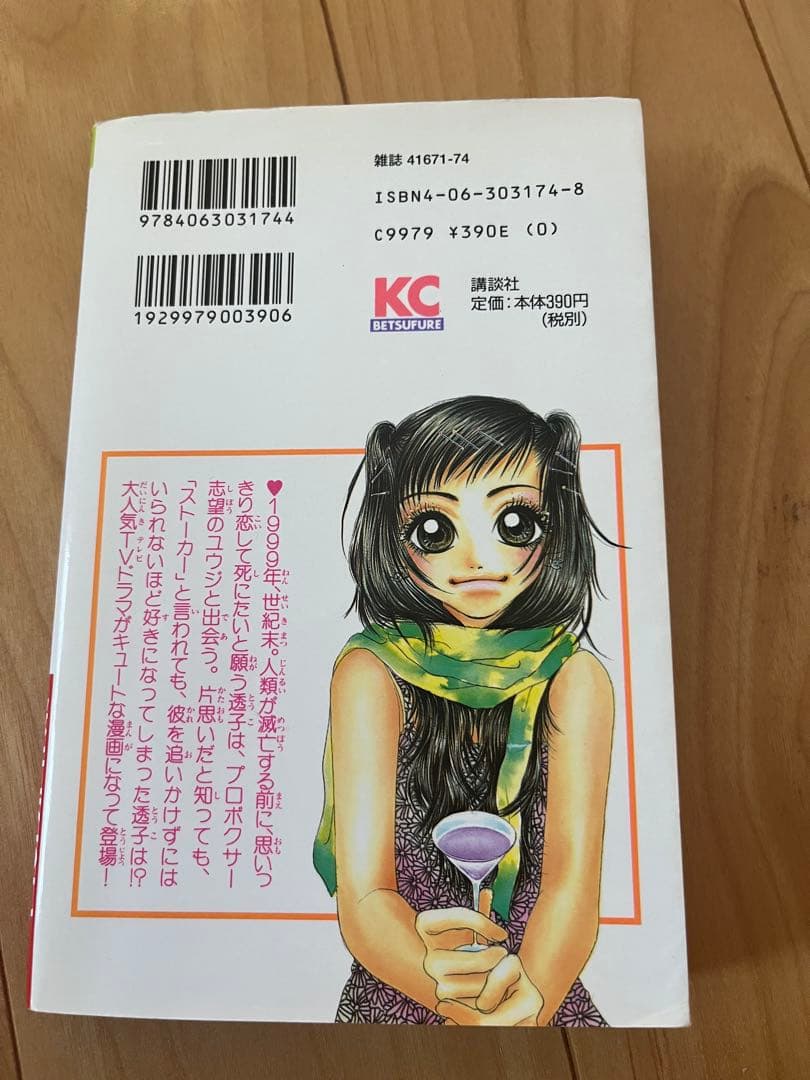 9784063031744
1929979003906
雑誌 41671-74
ISBN4-06-303174-8
C9979 ¥390E (0)
KC
BETSUFURE
講談社
定価:本体390円
(税別)
♥1999年、世紀末。人類が滅亡する前に、思いっ
きり恋して死にたいと願う透子は、プロボクサー
志望のユウジと出会う。片思いだと知っても、
「ストーカー」と言われても、彼を追いかけずには
いられないほど好きになってしまった透子は!?
大人気TVドラマがキュートな漫画になって登場!